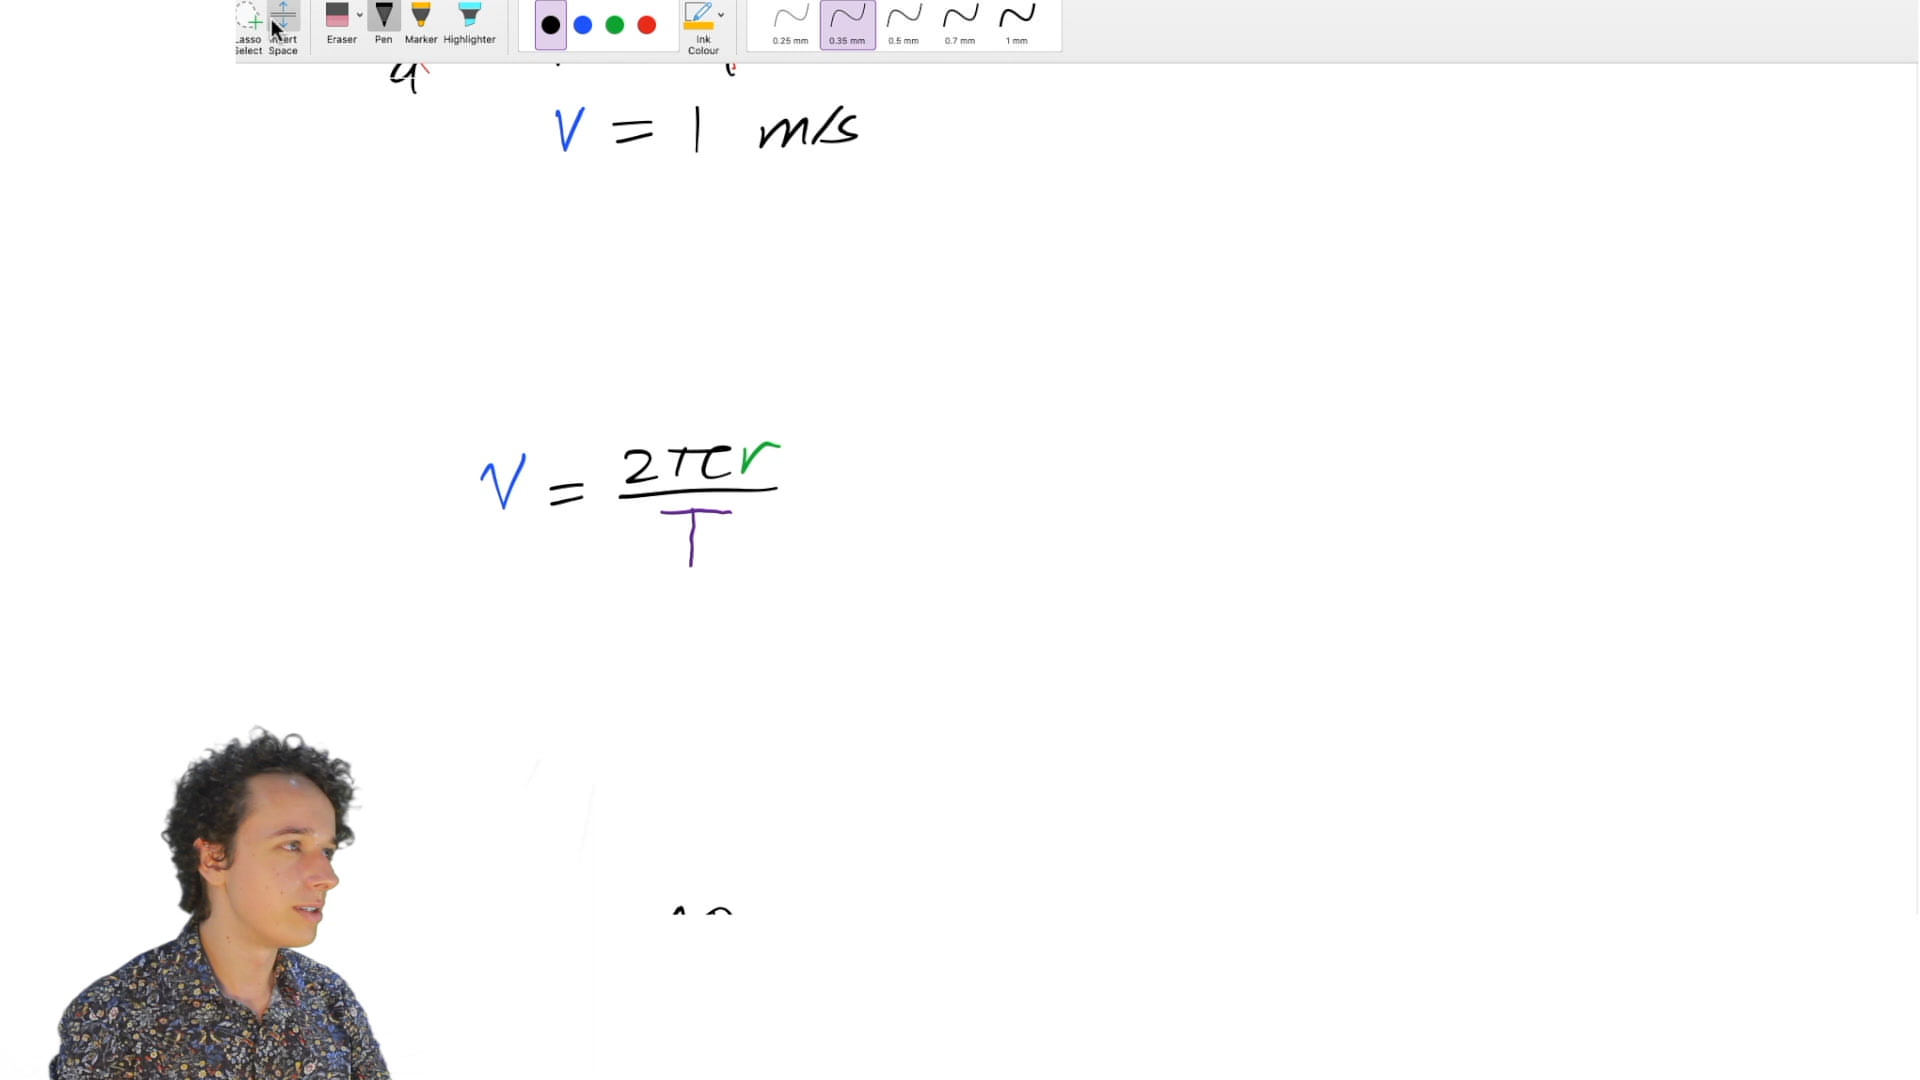 Lasso Select
Insert Space
Eraser
Pen
Marker
Highlighter
Ink Colour
0.25 mm
0.35 mm
0.5 mm
0.7 mm
1 mm
v = 1 m/s
v = 2πr / T